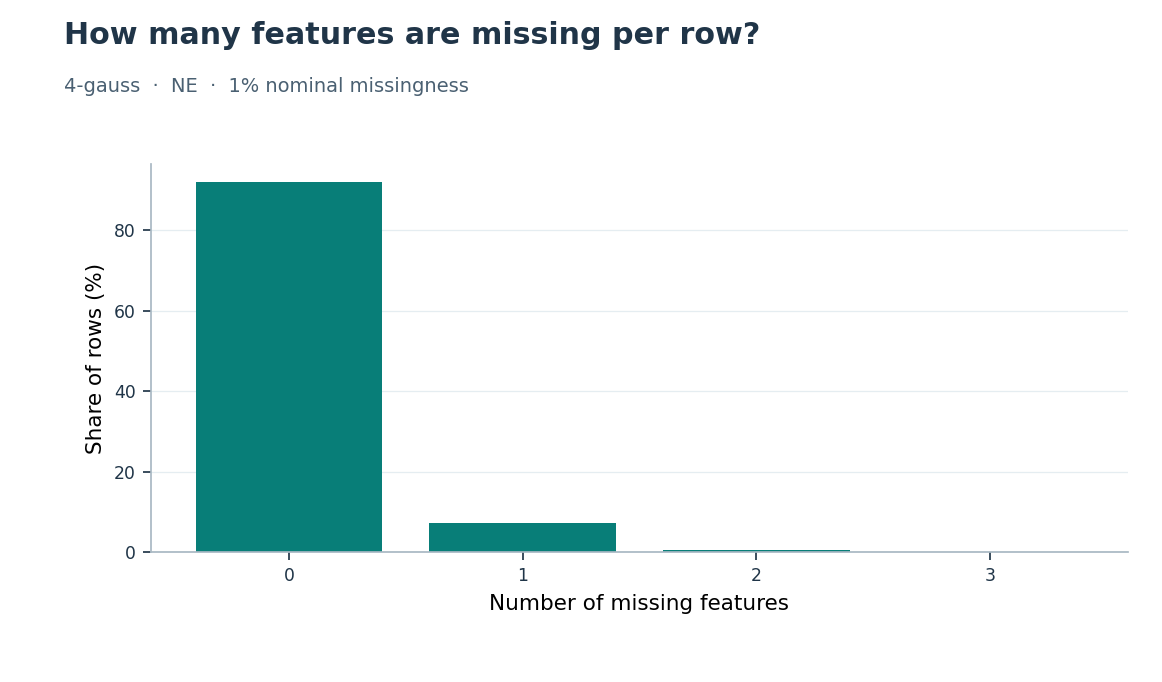 How many features are missing per row?
4-gauss · NE · 1% nominal missingness
Share of rows (%)
80
60
40
20
0
0 1 2 3
Number of missing features